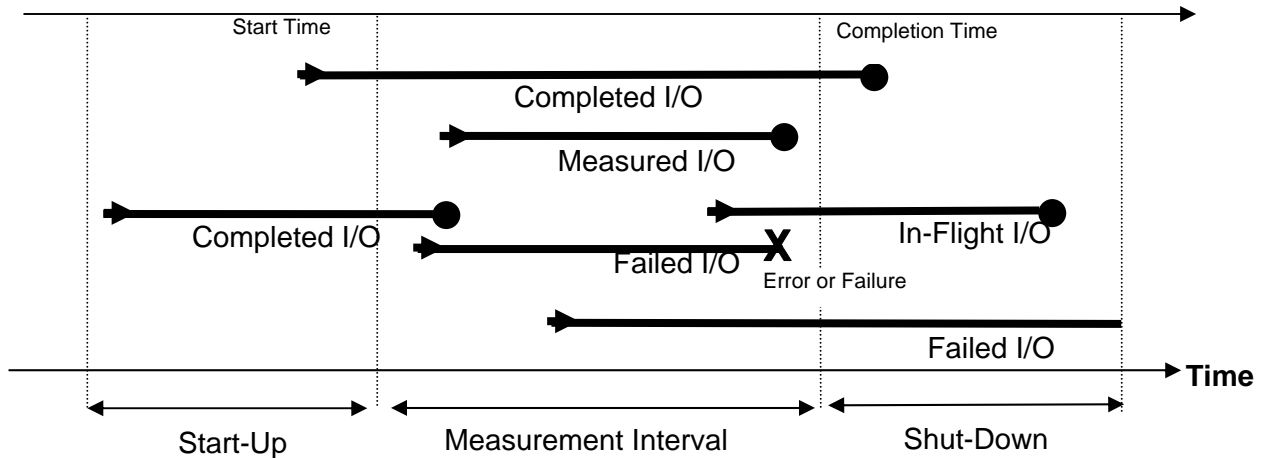 Start Time
Completion Time
Completed I/O
Measured I/O
Completed I/O
In-Flight I/O
Failed I/O
X
Error or Failure
Failed I/O
Time
Start-Up
Measurement Interval
Shut-Down